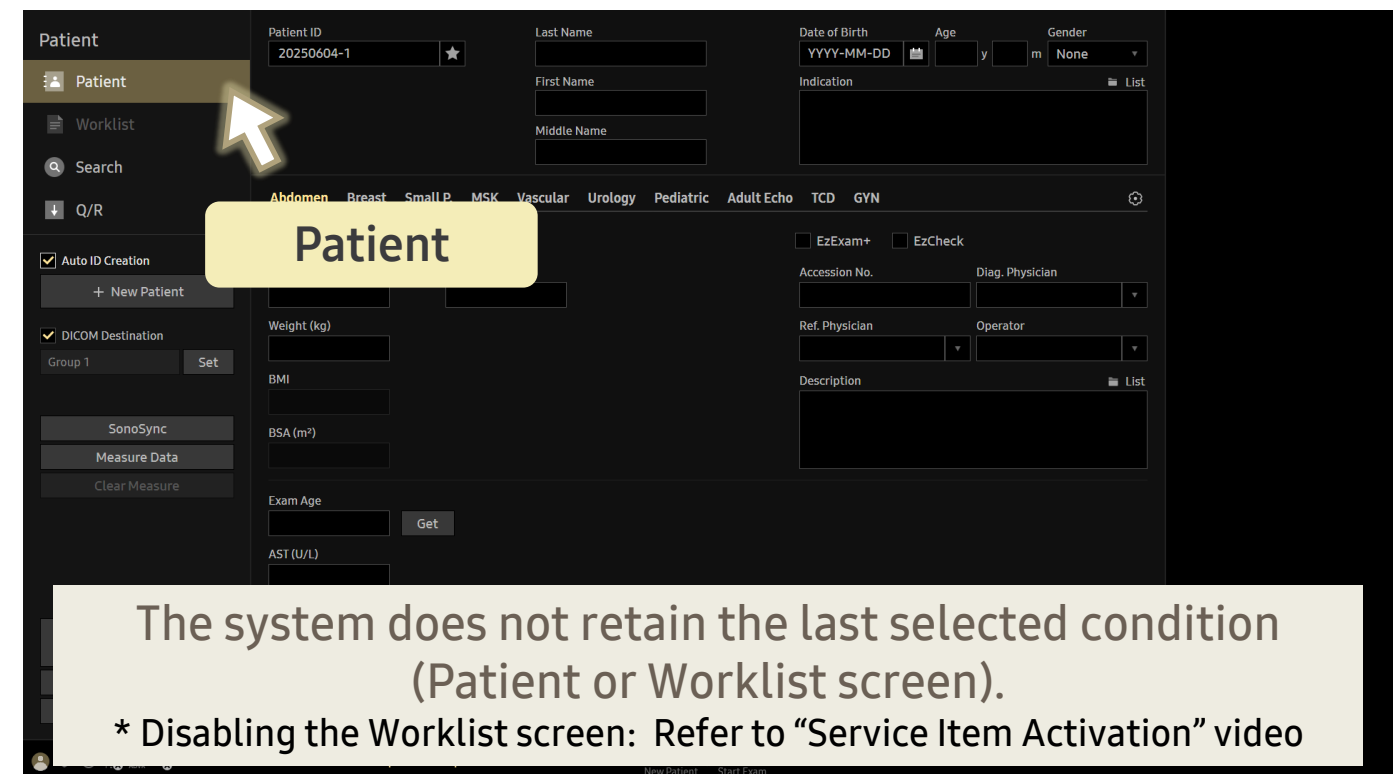 Patient
Patient
Worklist
Search
Q/R
Auto ID Creation
+ New Patient
DICOM Destination
Group 1
Set
SonoSync
Measure Data
Clear Measure
Patient ID
20250604-1
Last Name
First Name
Middle Name
Date of Birth
Age
Gender
YYYY-MM-DD
y
m
None
Indication
List
Abdomen Breast Small P. MSK Vascular Urology Pediatric Adult Echo TCD GYN
Patient
EzExam+
EzCheck
Accession No.
Diag. Physician
Weight (kg)
Ref. Physician
Operator
BMI
Description
List
BSA (m²)
Exam Age
Get
AST (U/L)
The system does not retain the last selected condition
(Patient or Worklist screen).
* Disabling the Worklist screen: Refer to “Service Item Activation” video
New Patient
Start Exam